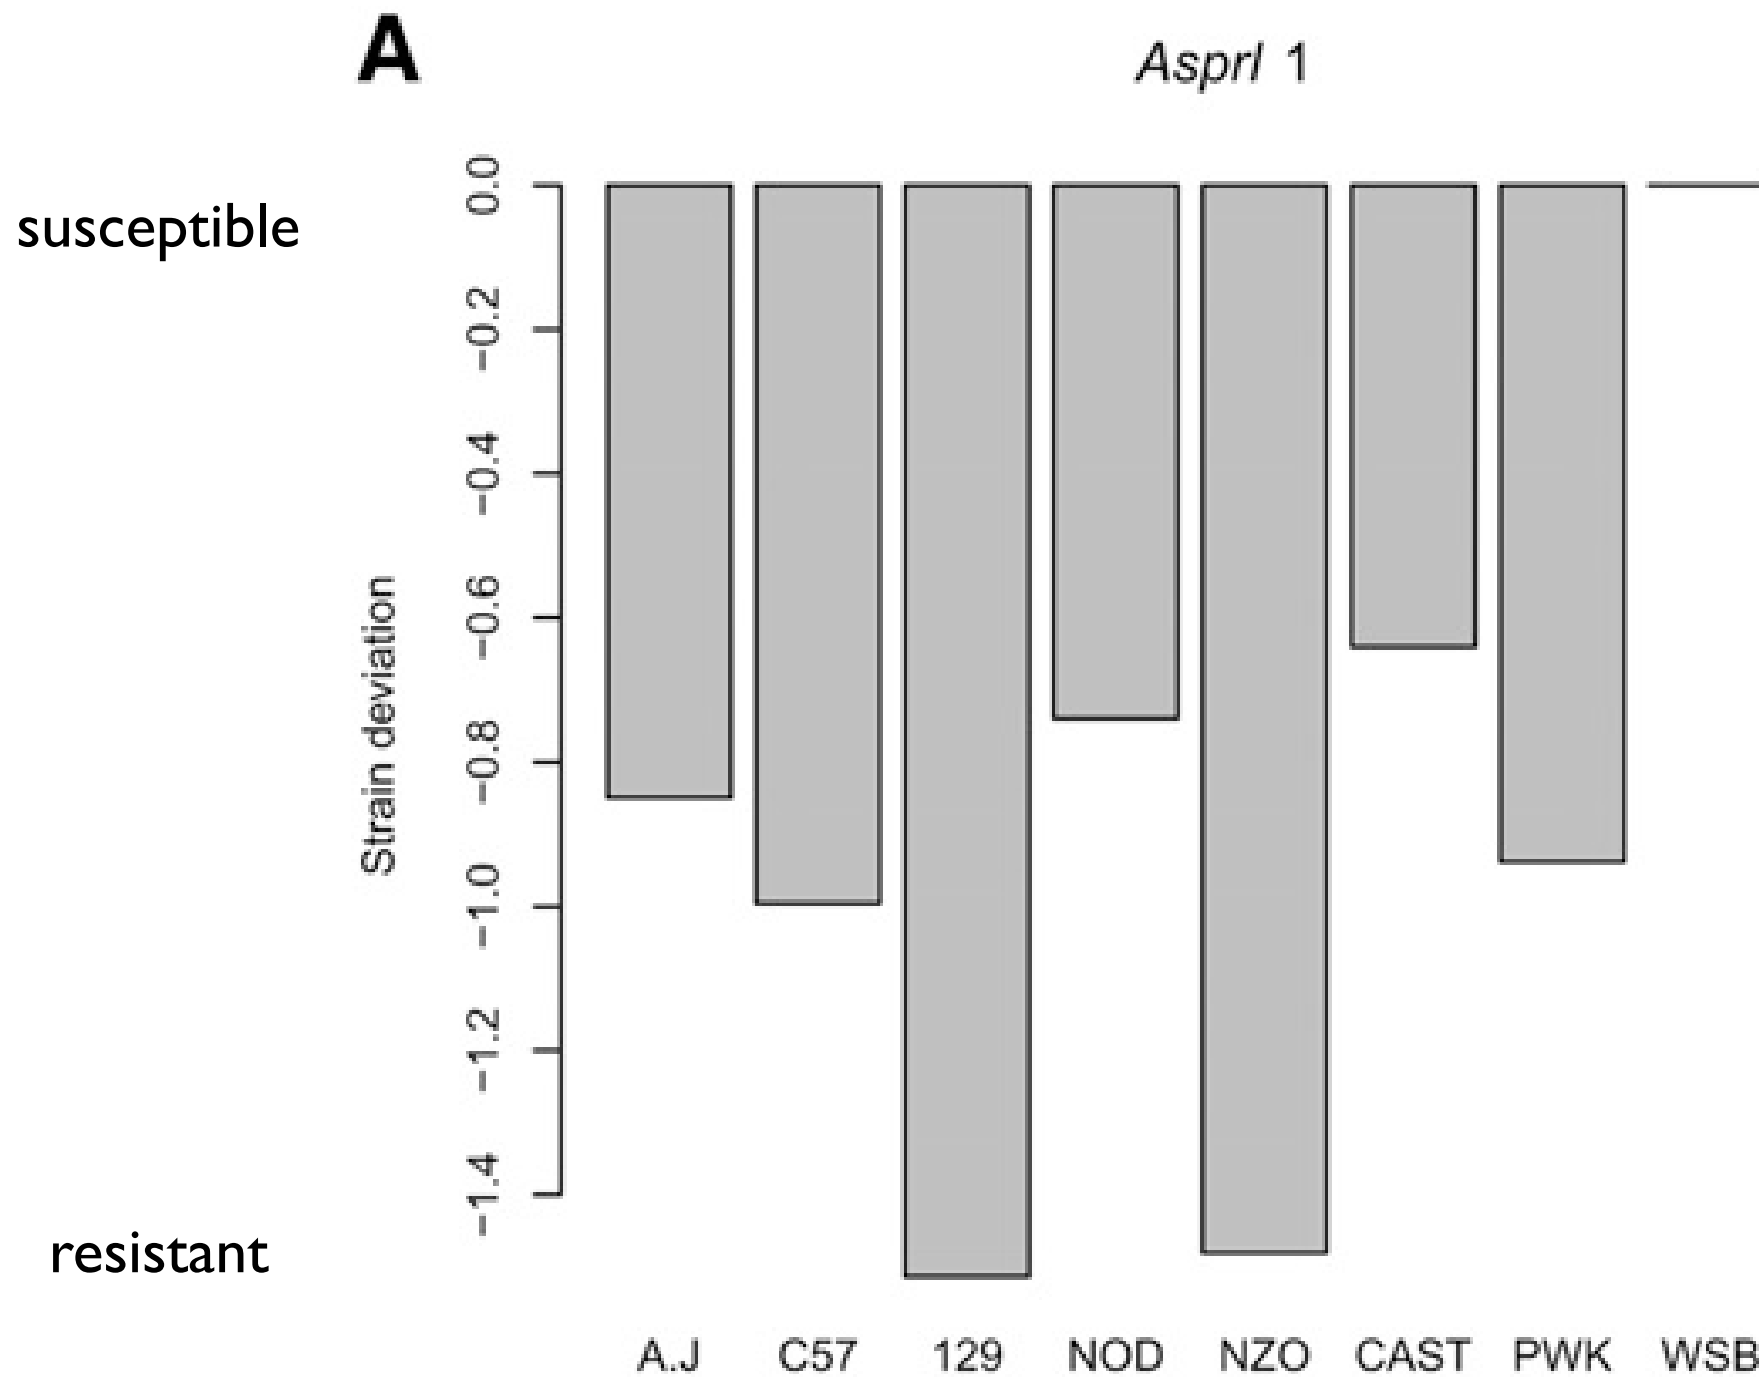 A
Asprl 1
susceptible
0.0
−0.2
−0.4
−0.6
−0.8
−1.0
−1.2
−1.4
Strain deviation
resistant
A.J C57 129 NOD NZO CAST PWK WSB